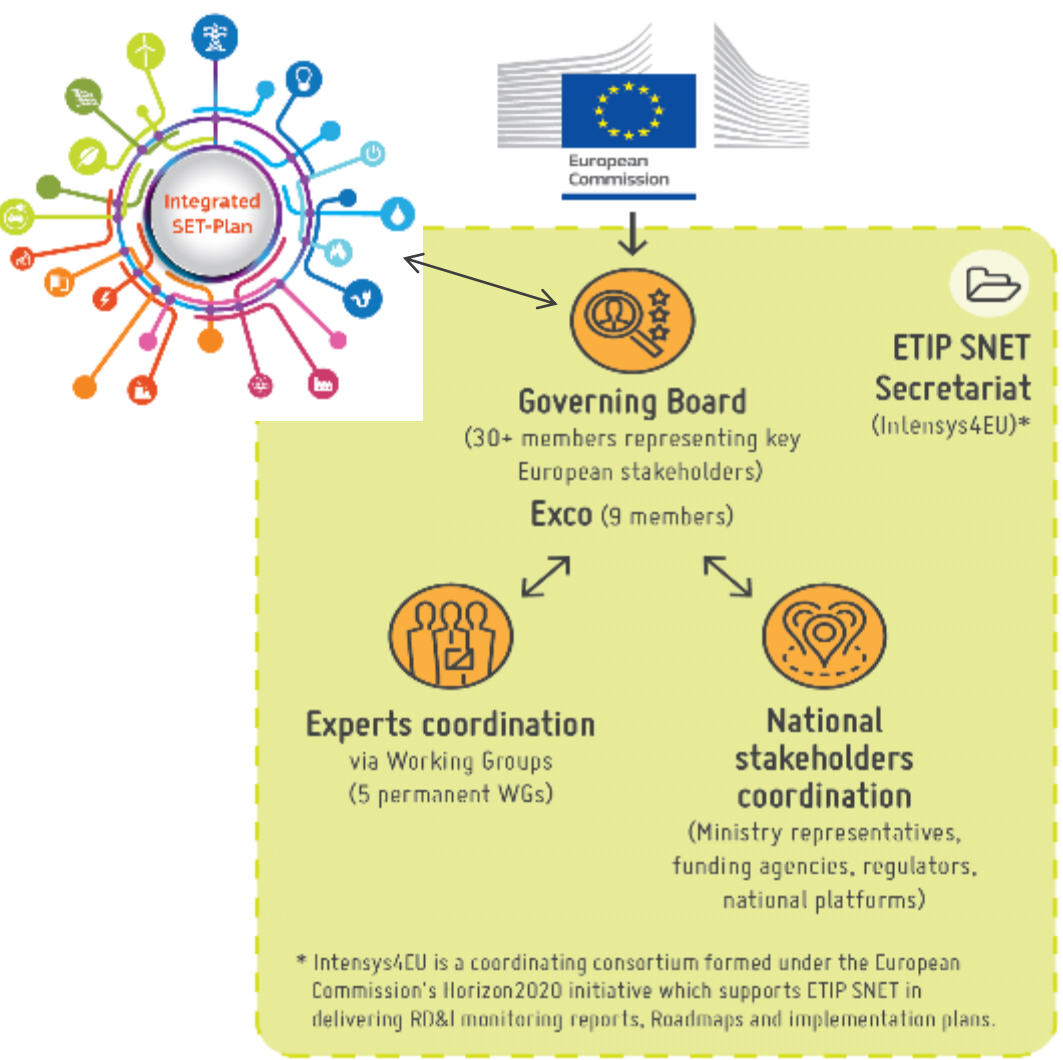 Integrated
SET-Plan
European
Commission
ETIP SNET
Secretariat
(Intensys4EU)*
Governing Board
(30+ members representing key
European stakeholders)
Exco (9 members)
Experts coordination
via Working Groups
(5 permanent WGs)
National
stakeholders
coordination
(Ministry representatives,
funding agencies, regulators,
national platforms)
* Intensys4EU is a coordinating consortium formed under the European
Commission's Horizon2020 initiative which supports ETIP SNET in
delivering RD&I monitoring reports, Roadmaps and implementation plans.